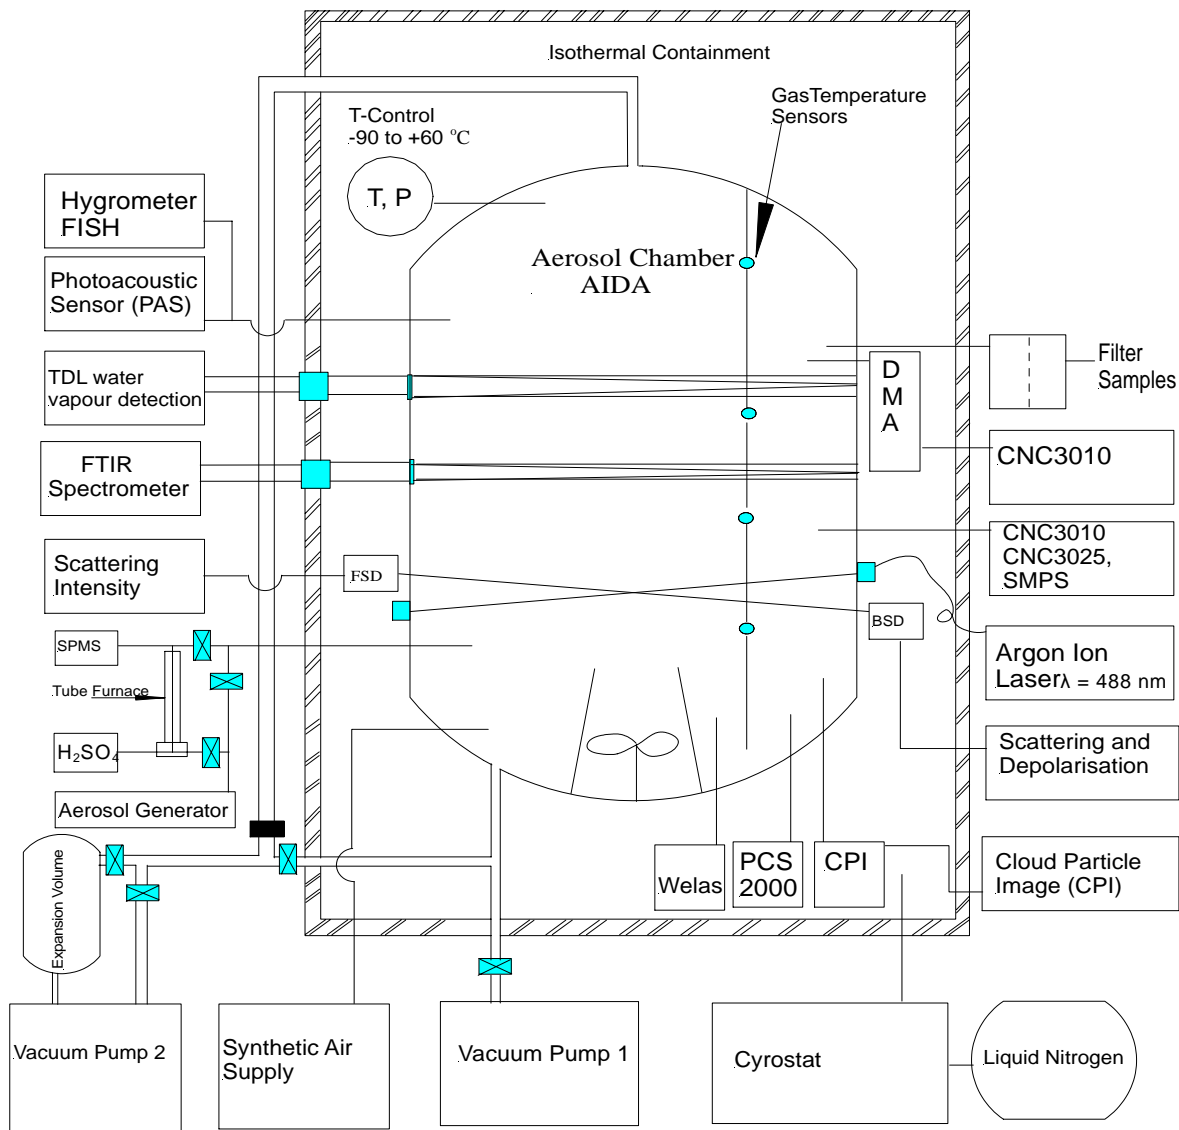 Isothermal Containment
T-Control
-90 to +60 °C
GasTemperature
Sensors
T, P
Hygrometer
FISH
Aerosol Chamber
AIDA
Photoacoustic
Sensor (PAS)
TDL water
vapour detection
D
M
A
Filter
Samples
FTIR
Spectrometer
CNC3010
CNC3010
CNC3025,
SMPS
Scattering
Intensity
FSD
BSD
SPMS
Tube Furnace
Argon Ion
Laserλ = 488 nm
H₂SO₄
Scattering and
Depolarisation
Aerosol Generator
Expansion Volume
Welas
PCS
2000
CPI
Cloud Particle
Image (CPI)
Vacuum Pump 2
Synthetic Air
Supply
Vacuum Pump 1
Cyrostat
Liquid Nitrogen